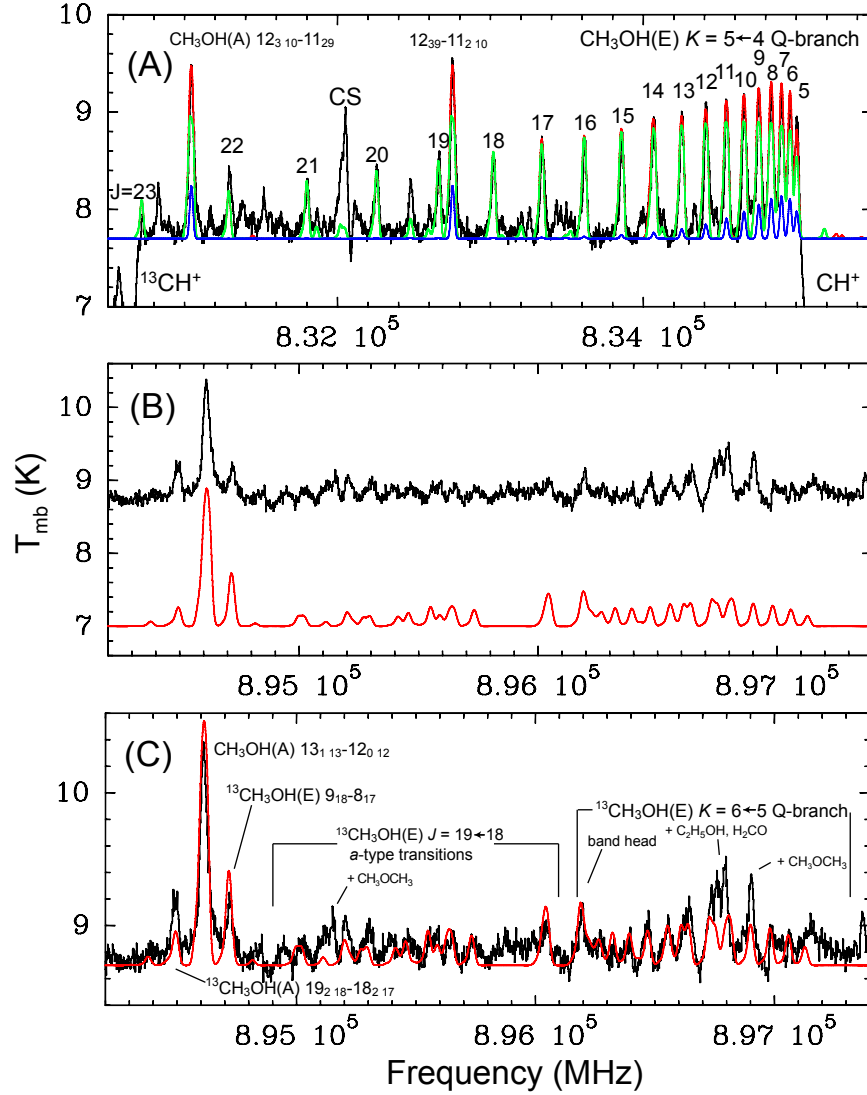 (A)
CH₃OH(A) 12₃ ₁₀-11₂₉
12₃₉-11₂ ₁₀
CH₃OH(E) K = 5←4 Q-branch
J=23
22
21
CS
20
19
18
17
16
15
14
13
12
11
10
9
8
7
6
5
¹³CH⁺
CH⁺
10
9
8
7
8.32 10⁵
8.34 10⁵
(B)
10
9
8
7
8.95 10⁵
8.96 10⁵
8.97 10⁵
T_mb (K)
(C)
CH₃OH(A) 13₁ ₁₃-12₀ ₁₂
¹³CH₃OH(E) 9₁₈-8₁₇
¹³CH₃OH(E) J = 19←18
a-type transitions
+ CH₃OCH₃
¹³CH₃OH(E) K = 6←5 Q-branch
band head
+ C₂H₅OH, H₂CO
+ CH₃OCH₃
¹³CH₃OH(A) 19₂ ₁₈-18₂ ₁₇
10
9
8.95 10⁵
8.96 10⁵
8.97 10⁵
Frequency (MHz)